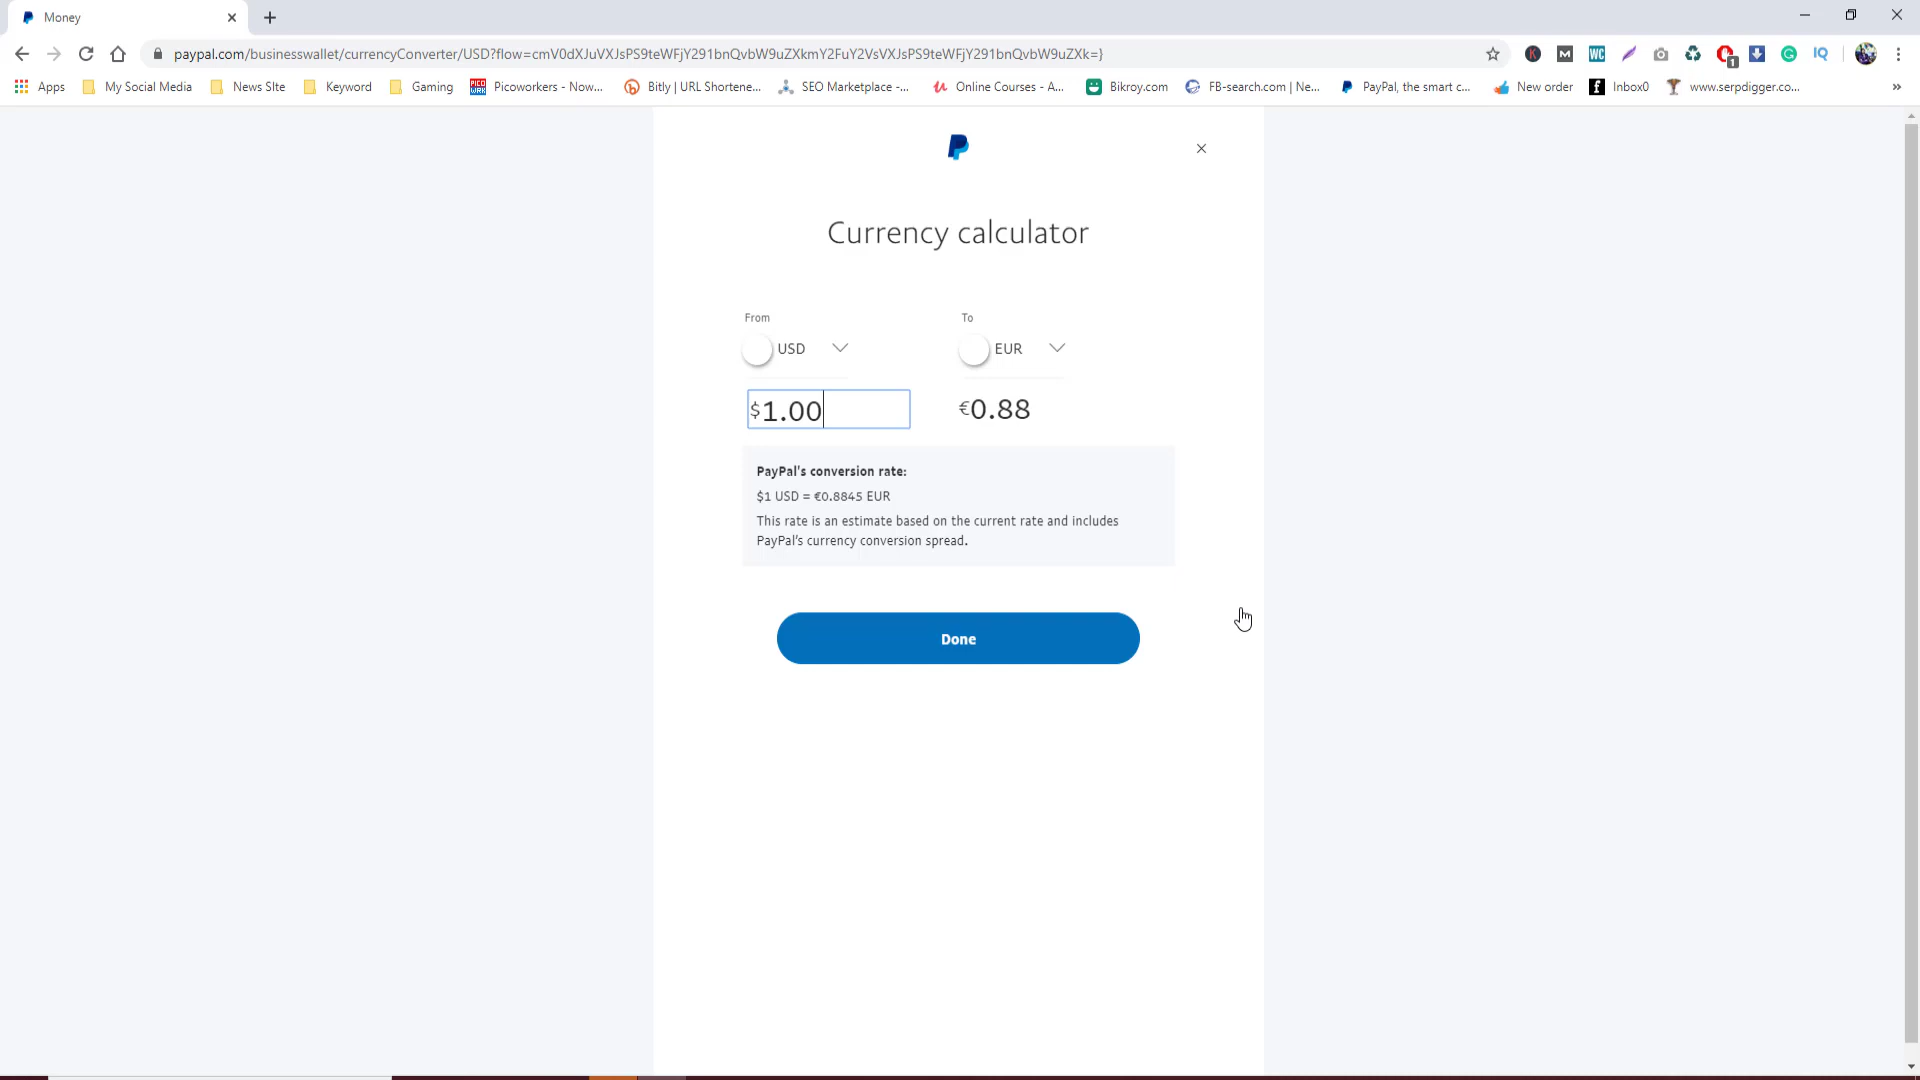 Money
paypal.com/businesswallet/currencyConverter/USD?flow=cmV0dXJuVXJsPS9teWFjY291bnQvbW9uZXkmY2FuY2VsVXJsPS9teWFjY291bnQvbW9uZXk=}
Apps My Social Media News SIte Keyword Gaming Picoworkers - Now... Bitly | URL Shortene... SEO Marketplace -... Online Courses - A... Bikroy.com FB-search.com | Ne... PayPal, the smart c... New order Inbox0 www.serpdigger.co... »
Currency calculator
From To
USD EUR
$1.00 €0.88
PayPal's conversion rate:
$1 USD = €0.8845 EUR
This rate is an estimate based on the current rate and includes
PayPal's currency conversion spread.
Done